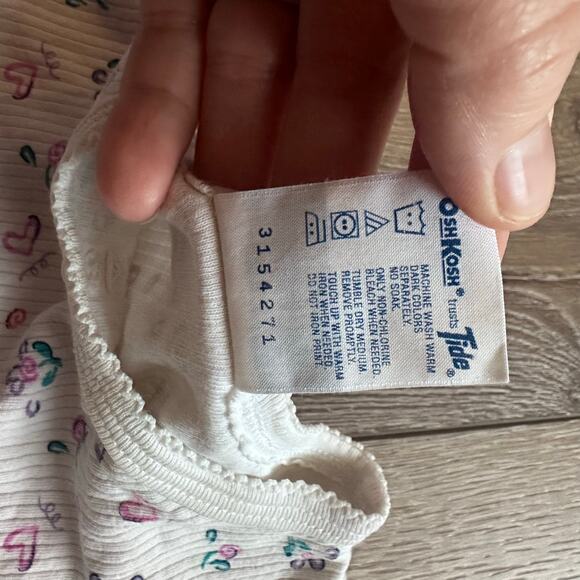 OSHKOSH® trusts Tide®
MACHINE WASH WARM
DARK COLORS
SEPARATELY.
NO SOAK.
ONLY NON-CHLORINE
BLEACH WHEN NEEDED.
TUMBLE DRY MEDIUM
REMOVE PROMPTLY.
TOUCH UP WITH WARM
IRON WHEN NEEDED.
DO NOT IRON PRINT.
3154271